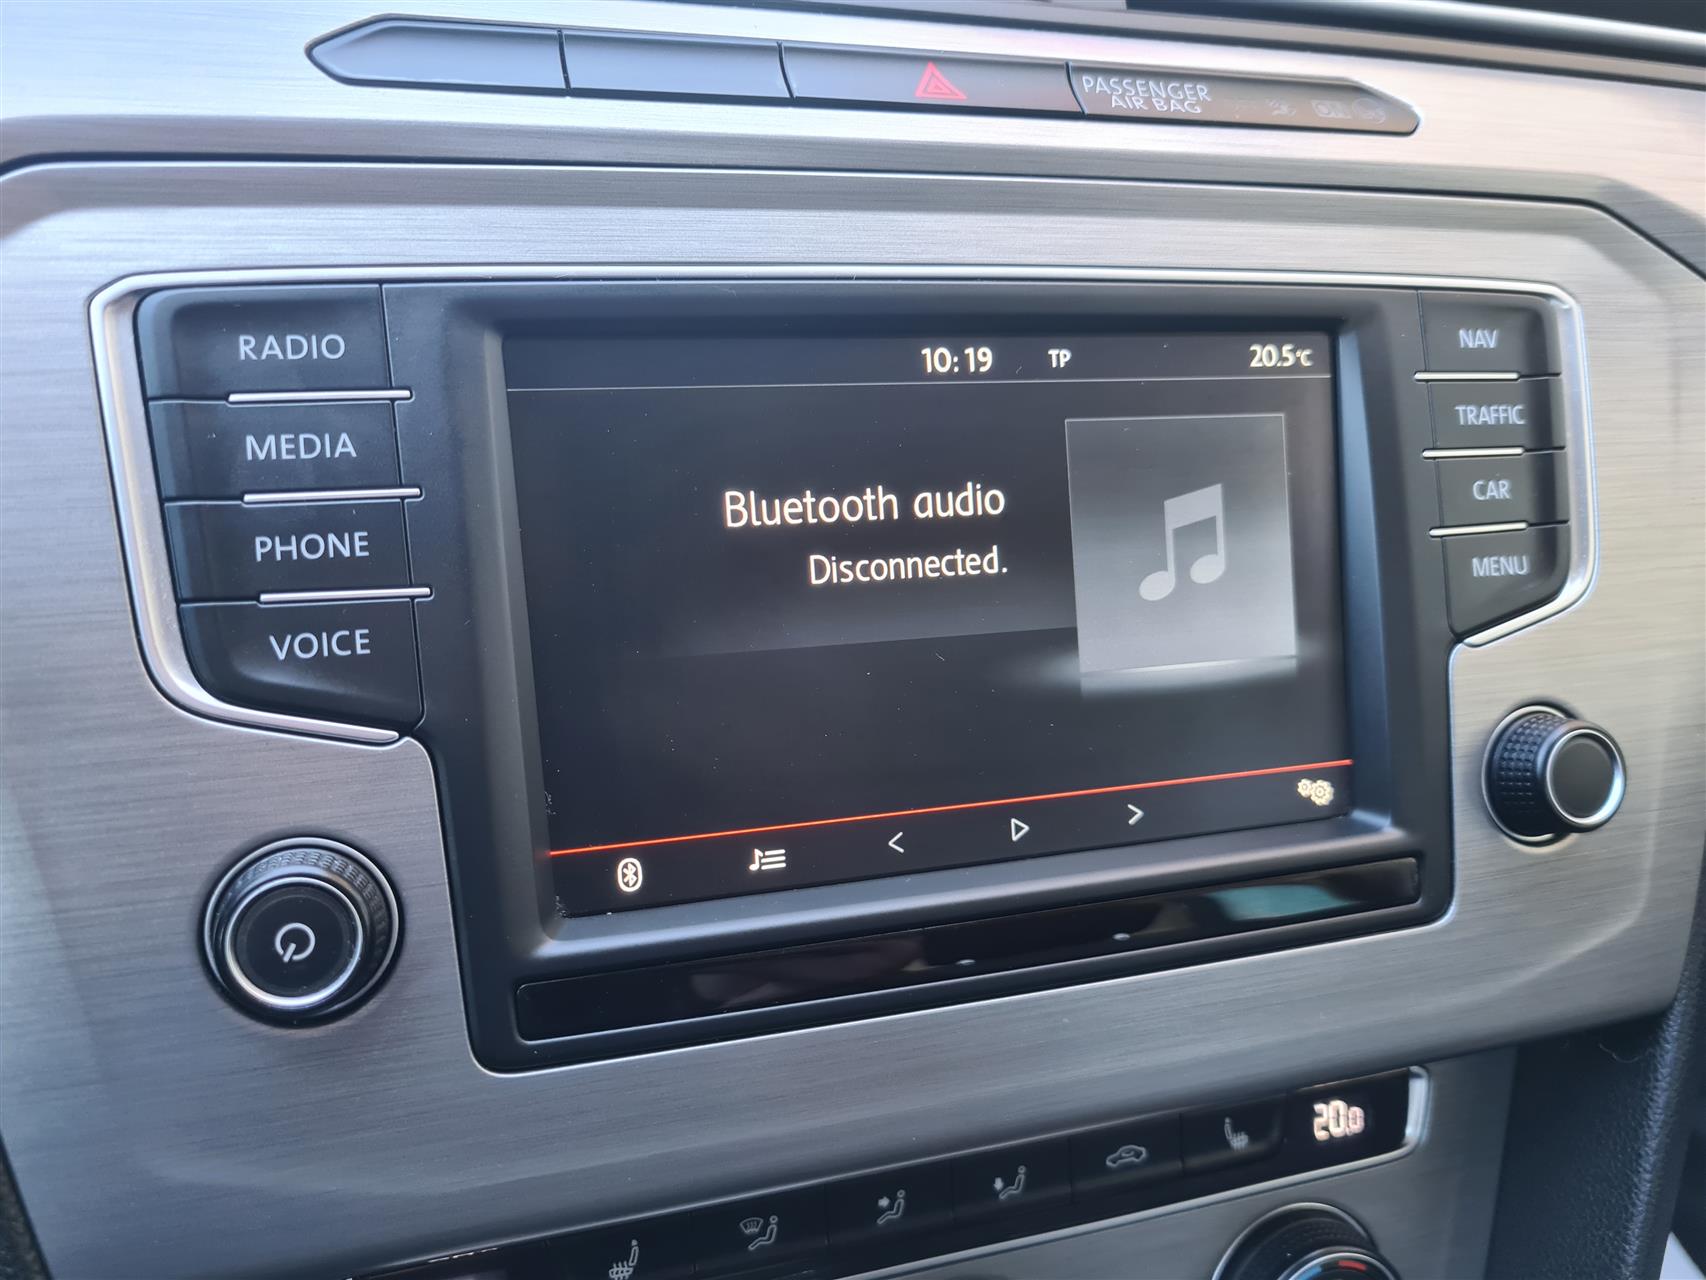 PASSENGER
AIR BAG
RADIO
MEDIA
PHONE
VOICE
10:19 TP 20.5°C
Bluetooth audio
Disconnected.
NAV
TRAFFIC
CAR
MENU
20.0